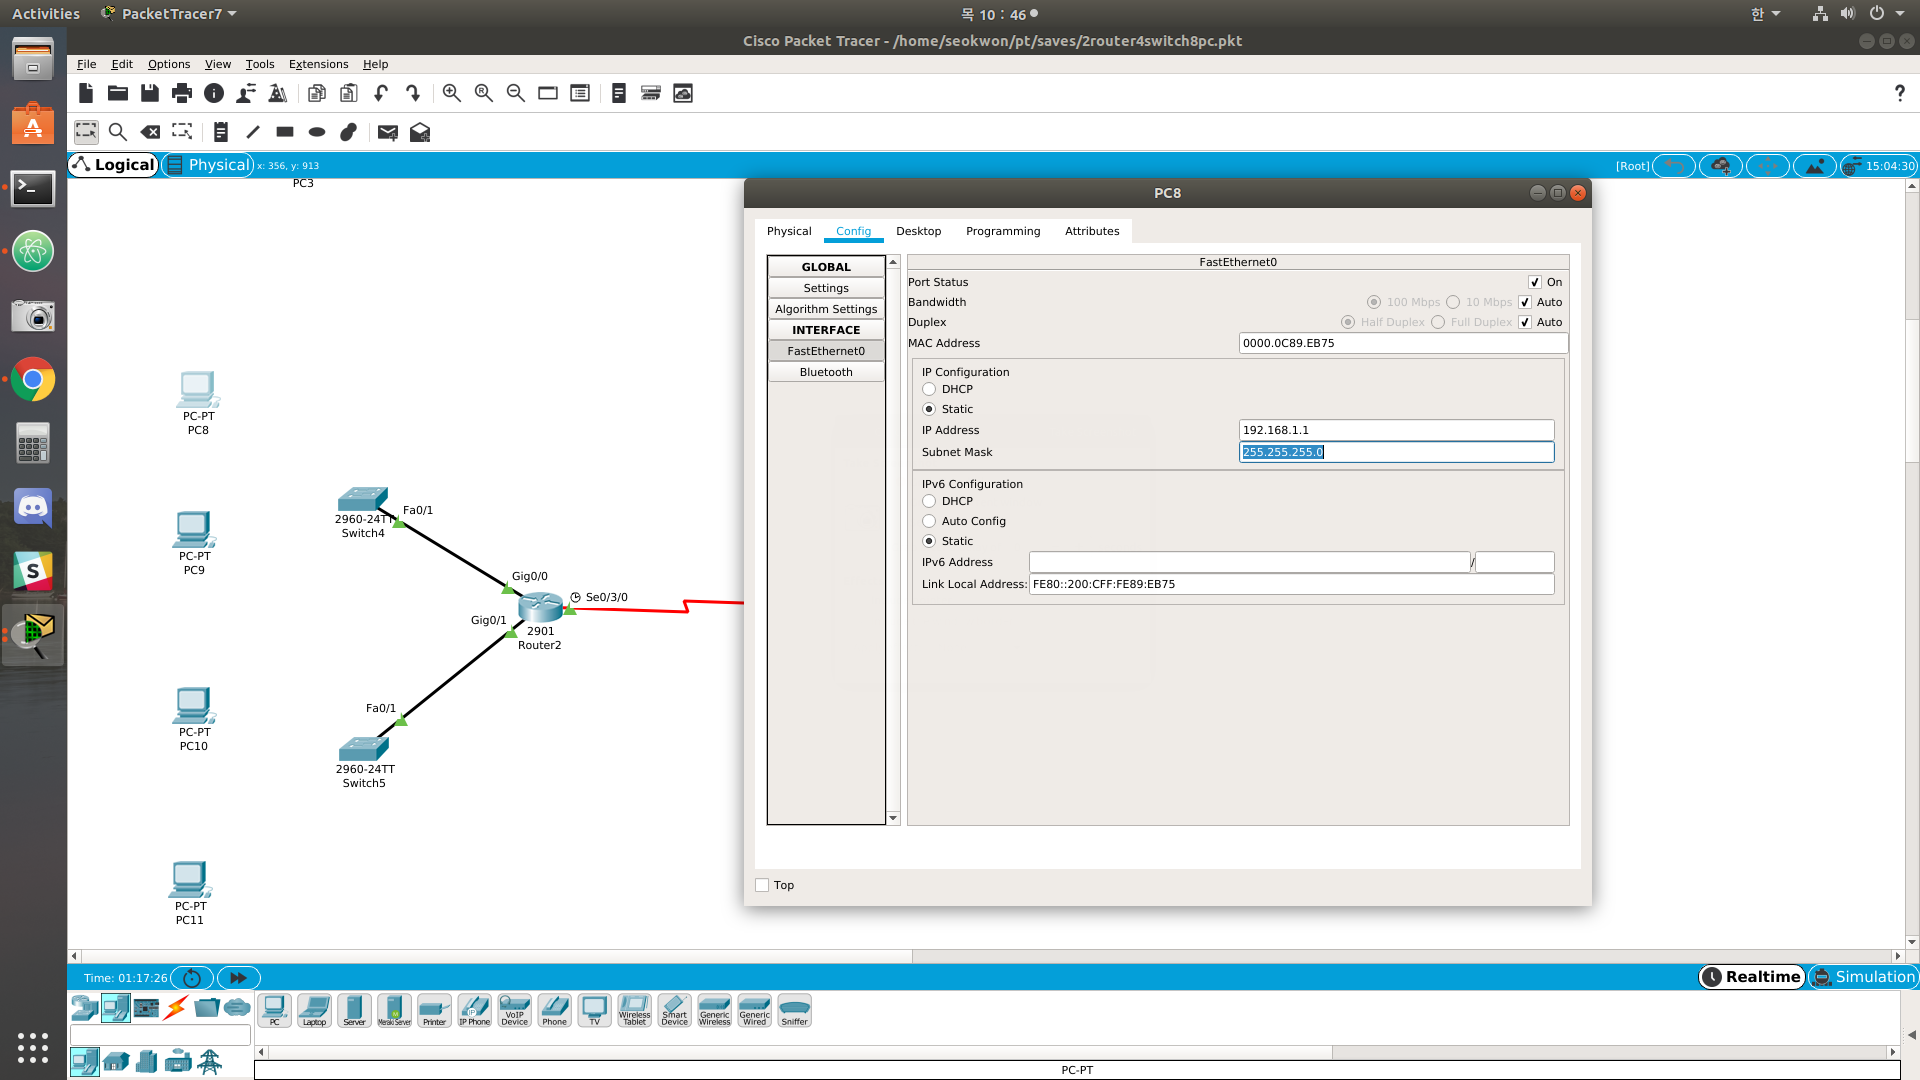 Activities
PacketTracer7
목 10 : 46
한
Cisco Packet Tracer - /home/seokwon/pt/saves/2router4switch8pc.pkt
File Edit Options View Tools Extensions Help
?
Logical
Physical
x: 356, y: 913
[Root]
15:04:30
PC3
PC-PT
PC8
PC-PT
PC9
2960-24TT
Switch4
Fa0/1
Gig0/0
Se0/3/0
Gig0/1
2901
Router2
PC-PT
PC10
Fa0/1
2960-24TT
Switch5
PC-PT
PC11
PC8
Physical Config Desktop Programming Attributes
GLOBAL
Settings
Algorithm Settings
INTERFACE
FastEthernet0
Bluetooth
FastEthernet0
Port Status On
Bandwidth 100 Mbps 10 Mbps Auto
Duplex Half Duplex Full Duplex Auto
MAC Address 0000.0C89.EB75
IP Configuration
DHCP
Static
IP Address 192.168.1.1
Subnet Mask 255.255.255.0
IPv6 Configuration
DHCP
Auto Config
Static
IPv6 Address /
Link Local Address: FE80::200:CFF:FE89:EB75
Top
Time: 01:17:26
Realtime
Simulation
PC
Laptop
Server
Meraki Server
Printer
IP Phone
VoIP Device
Phone
TV
Wireless Tablet
Smart Device
Generic Wireless
Generic Wired
Sniffer
PC-PT